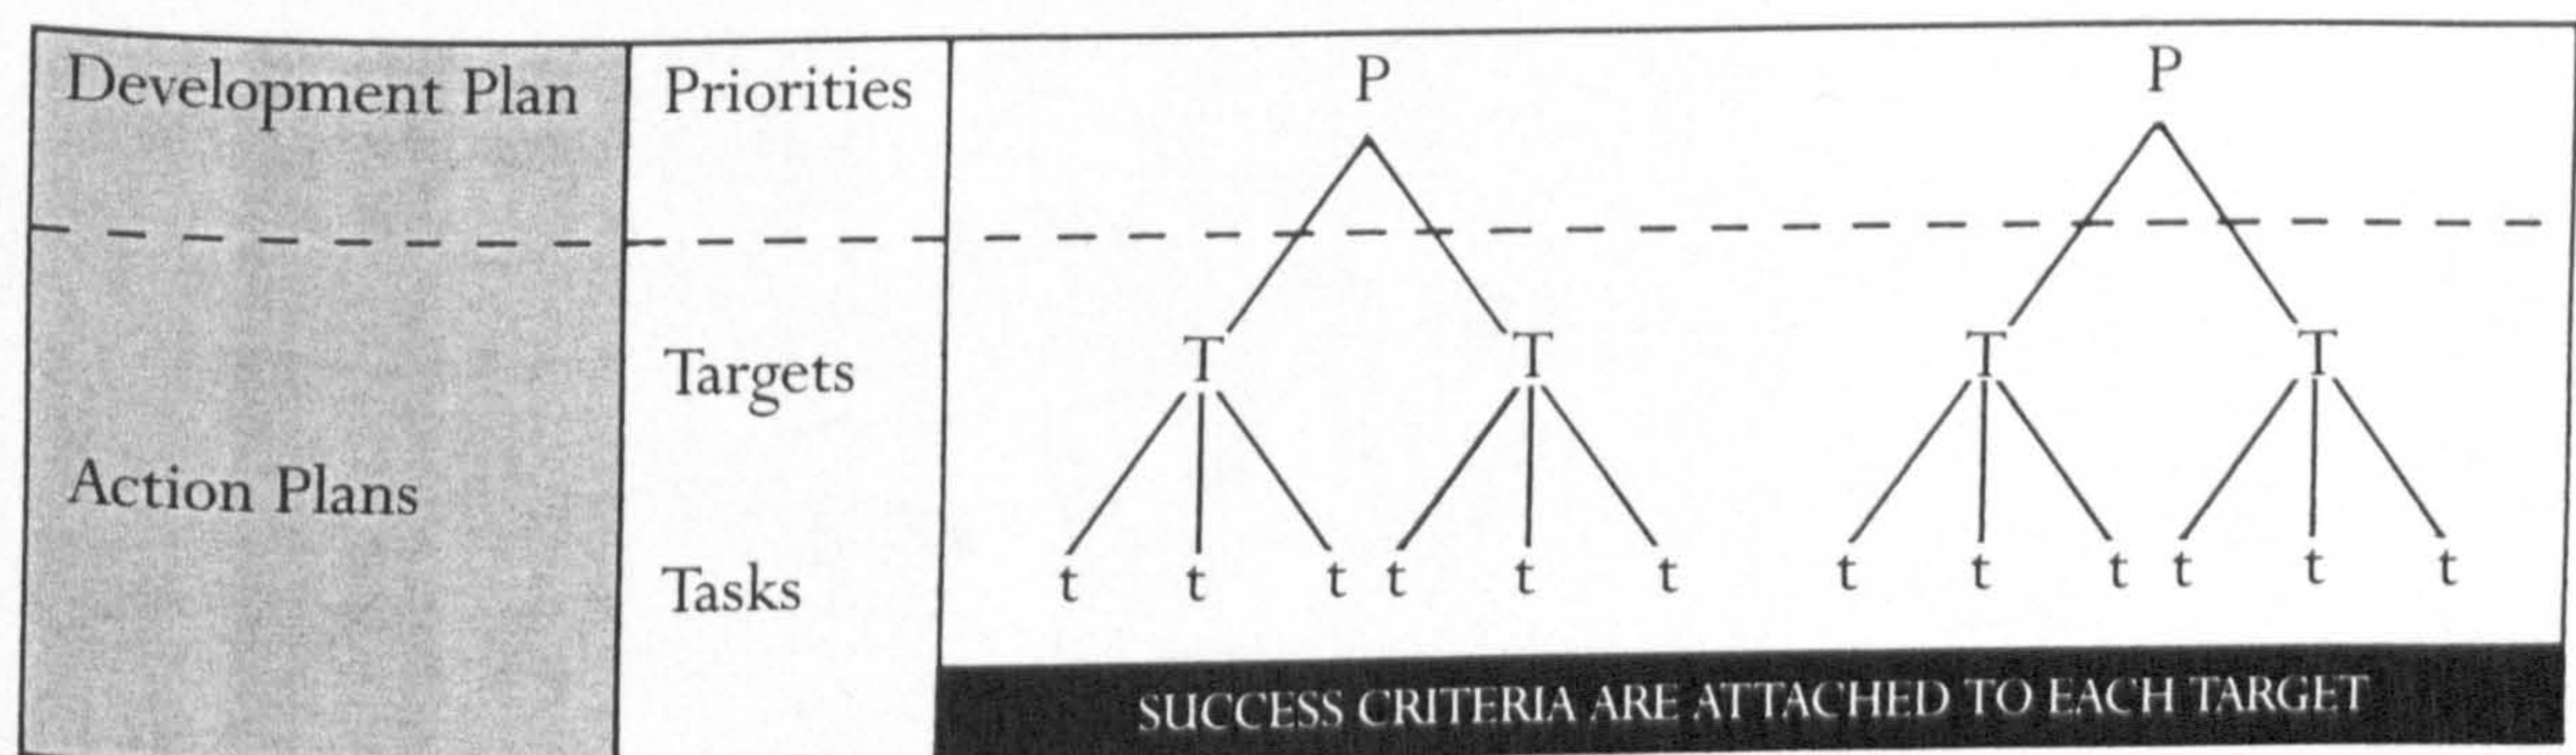 Development Plan
Priorities
P P
Targets
T T T T
Action Plans
Tasks
t t t t t t t t t t t t
SUCCESS CRITERIA ARE ATTACHED TO EACH TARGET